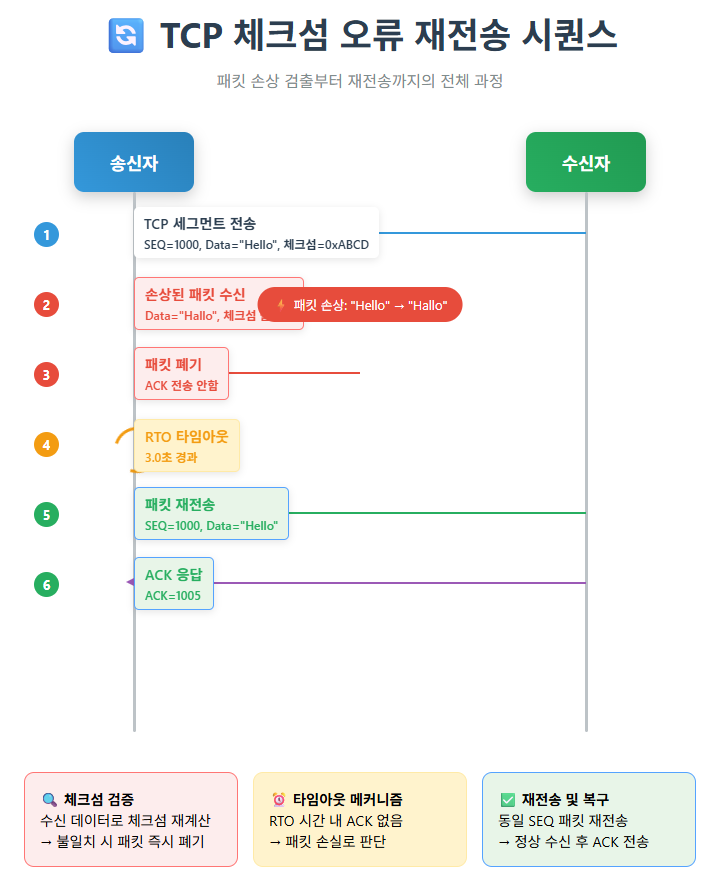 TCP 체크섬 오류 재전송 시퀀스
패킷 손상 검출부터 재전송까지의 전체 과정
송신자
수신자
1
TCP 세그먼트 전송
SEQ=1000, Data="Hello", 체크섬=0xABCD
2
손상된 패킷 수신
Data="Hallo", 체크섬
패킷 손상: "Hello" → "Hallo"
3
패킷 폐기
ACK 전송 안함
4
RTO 타임아웃
3.0초 경과
5
패킷 재전송
SEQ=1000, Data="Hello"
6
ACK 응답
ACK=1005
체크섬 검증
수신 데이터로 체크섬 재계산
→ 불일치 시 패킷 즉시 폐기
타임아웃 메커니즘
RTO 시간 내 ACK 없음
→ 패킷 손실로 판단
재전송 및 복구
동일 SEQ 패킷 재전송
→ 정상 수신 후 ACK 전송